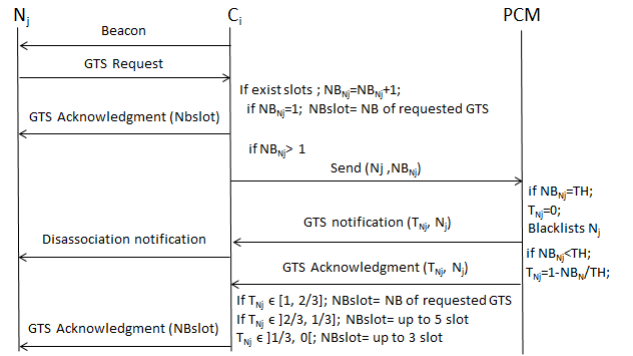 Nj Ci PCM
Beacon
GTS Request
If exist slots ; NBNj=NBNj+1;
if NBNj=1; NBslot= NB of requested GTS
GTS Acknowledgment (Nbslot)
if NBNj> 1
Send (Nj ,NBNj)
if NBNj=TH;
TNj=0;
Blacklists Nj
GTS notification (TNj, Nj)
Disassociation notification
if NBNj<TH;
TNj=1-NBN/TH;
GTS Acknowledgment (TNj, Nj)
If TNj ϵ [1, 2/3]; NBslot= NB of requested GTS
If TNj ϵ ]2/3, 1/3]; NBslot= up to 5 slot
TNj ϵ ]1/3, 0[; NBslot= up to 3 slot
GTS Acknowledgment (NBslot)